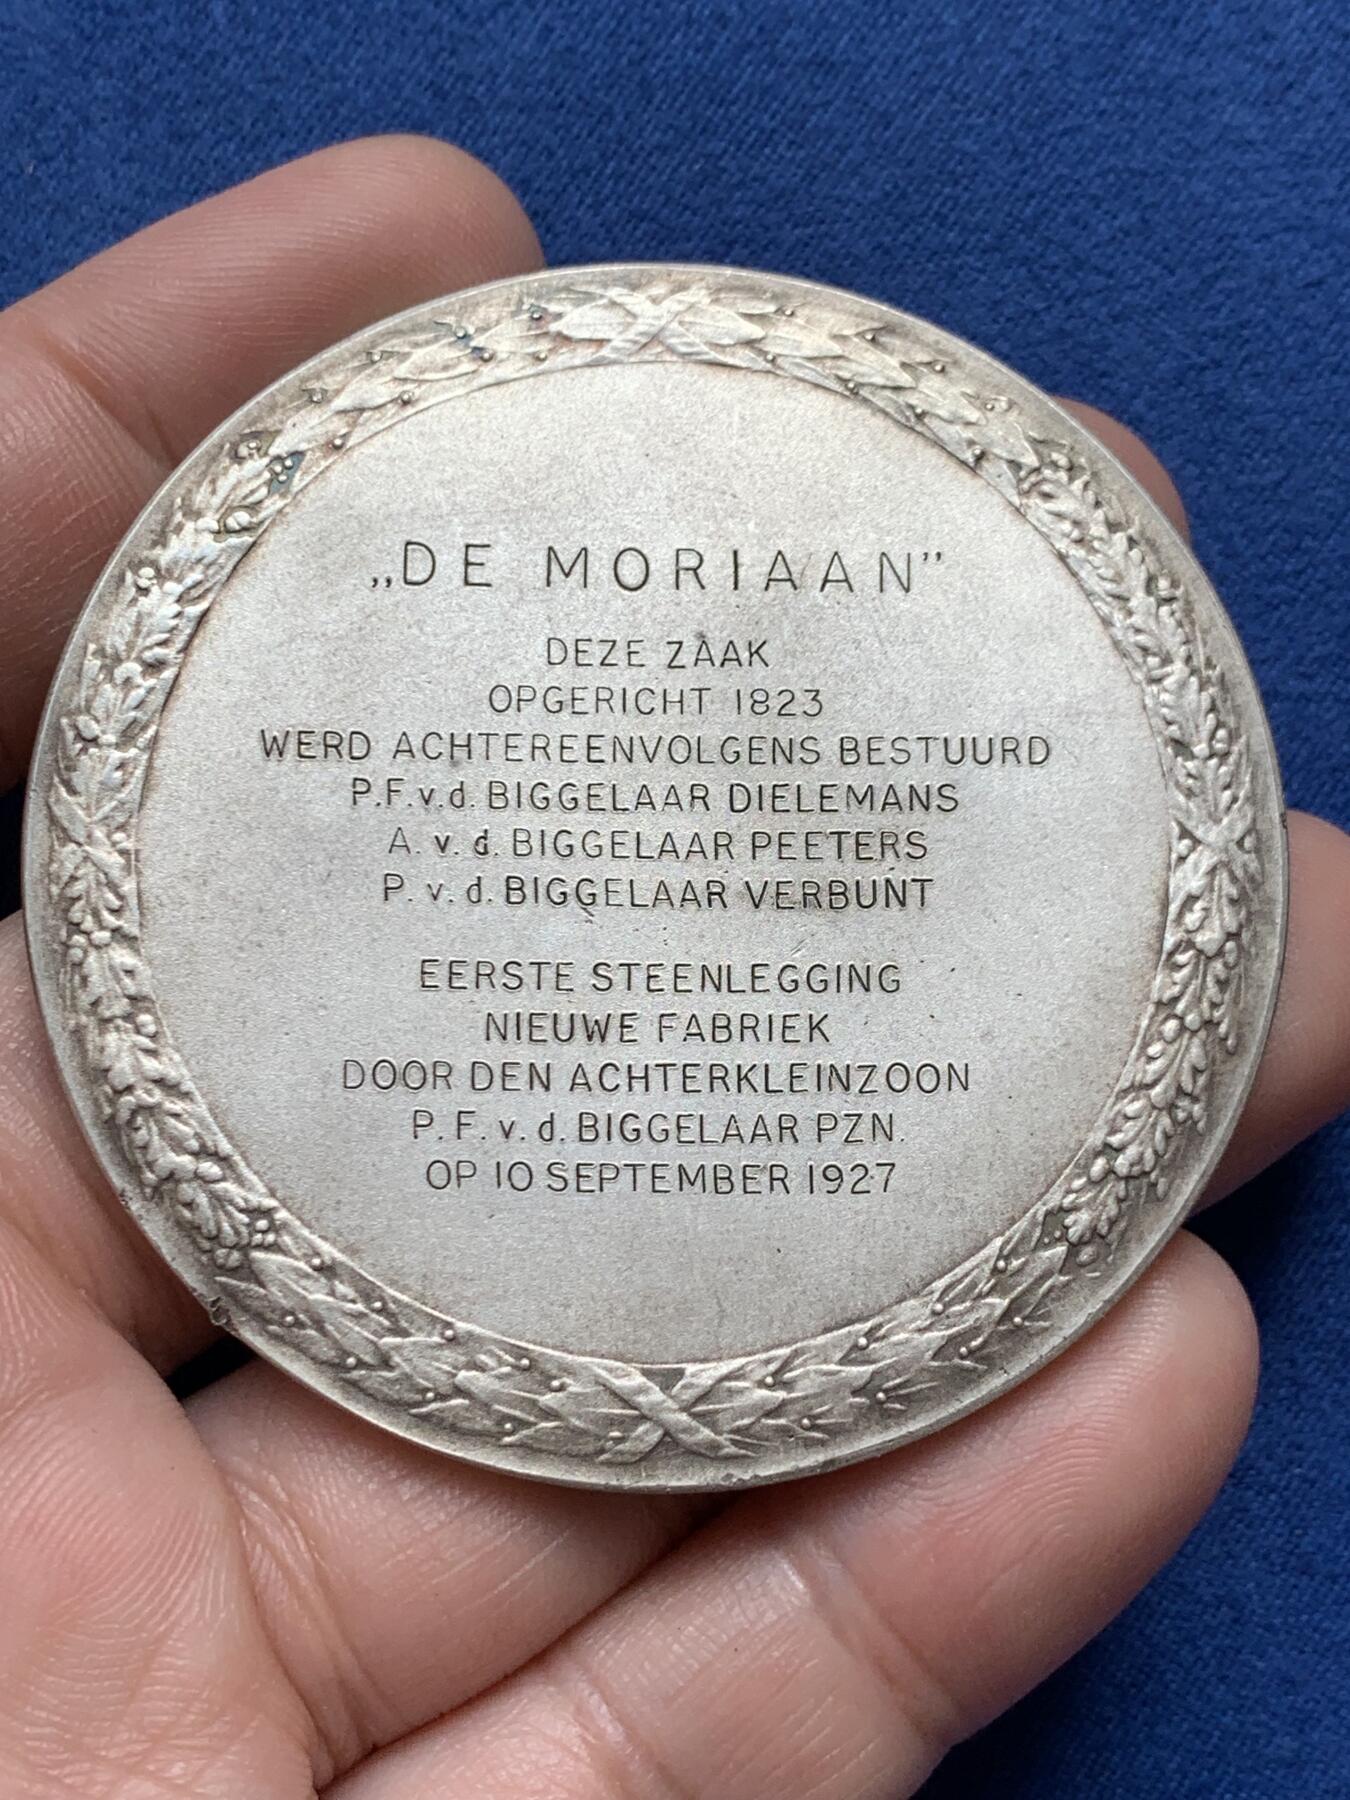 „DE MORIAAN”
DEZE ZAAK
OPGERICHT 1823
WERD ACHTEREENVOLGENS BESTUURD
P.F.v.d. BIGGELAAR DIELEMANS
A. v. d. BIGGELAAR PEETERS
P. v. d. BIGGELAAR VERBUNT
EERSTE STEENLEGGING
NIEUWE FABRIEK
DOOR DEN ACHTERKLEINZOON
P. F. v. d. BIGGELAAR PZN.
OP 10 SEPTEMBER 1927